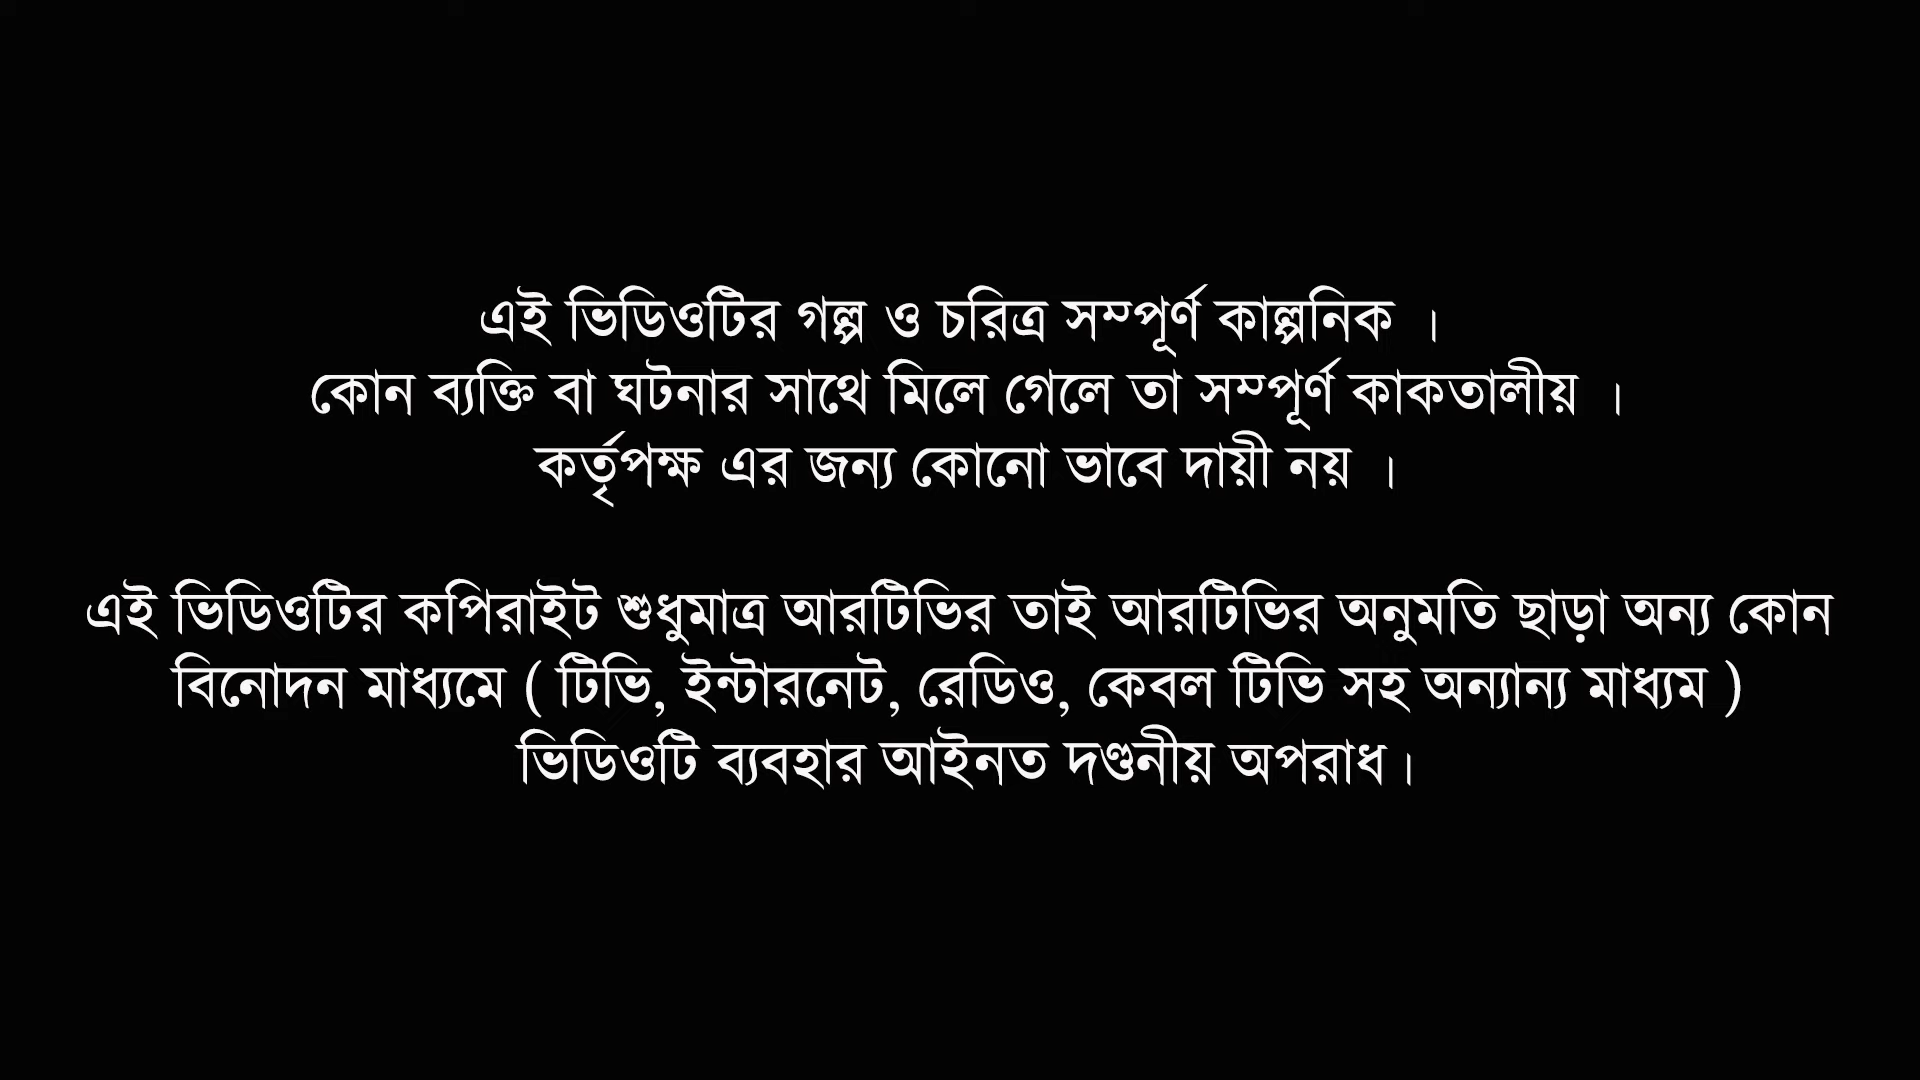 এই ভিডিওটির গল্প ও চরিত্র সম্পূর্ণ কাল্পনিক ।
কোন ব্যক্তি বা ঘটনার সাথে মিলে গেলে তা সম্পূর্ণ কাকতালীয় ।
কর্তৃপক্ষ এর জন্য কোনো ভাবে দায়ী নয় ।
এই ভিডিওটির কপিরাইট শুধুমাত্র আরটিভির তাই আরটিভির অনুমতি ছাড়া অন্য কোন
বিনোদন মাধ্যমে ( টিভি, ইন্টারনেট, রেডিও, কেবল টিভি সহ অন্যান্য মাধ্যম )
ভিডিওটি ব্যবহার আইনত দণ্ডনীয় অপরাধ।